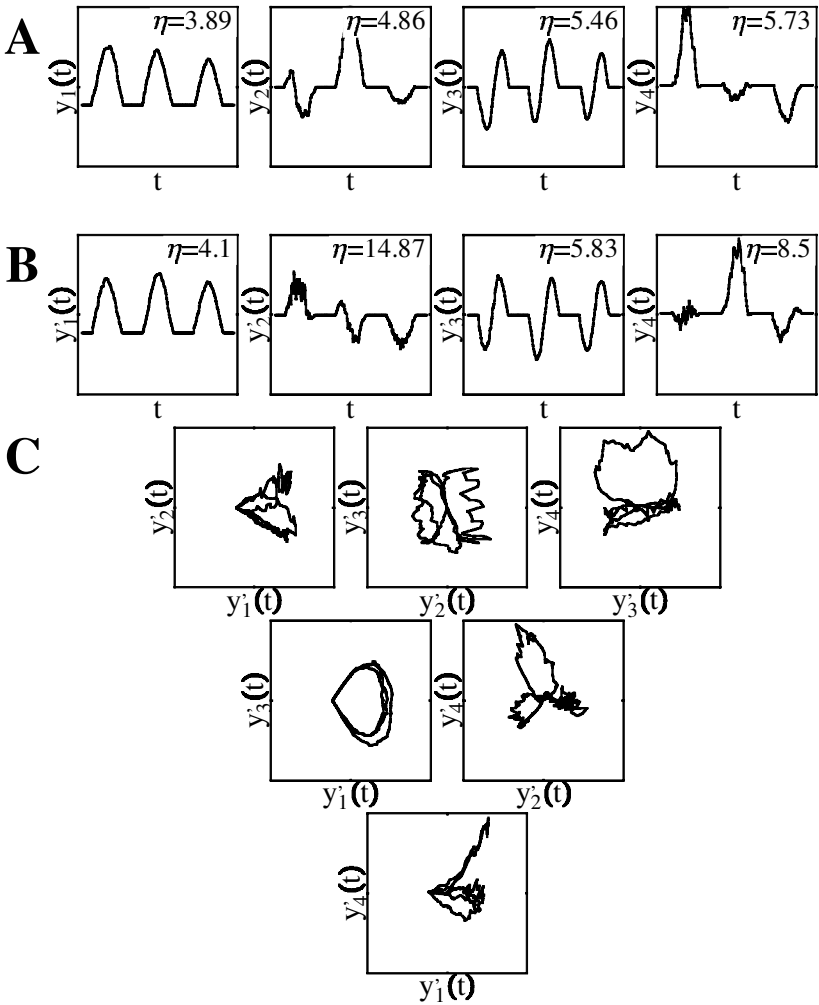 A
η=3.89 η=4.86 η=5.46 η=5.73
y₁(t) y₂(t) y₃(t) y₄(t)
t t t t
B
η=4.1 η=14.87 η=5.83 η=8.5
y'₁(t) y'₂(t) y'₃(t) y'₄(t)
t t t t
C
y'₂(t) y'₃(t) y'₄(t)
y'₁(t) y'₂(t) y'₃(t)
y'₃(t) y'₄(t)
y'₁(t) y'₂(t)
y'₄(t)
y'₁(t)